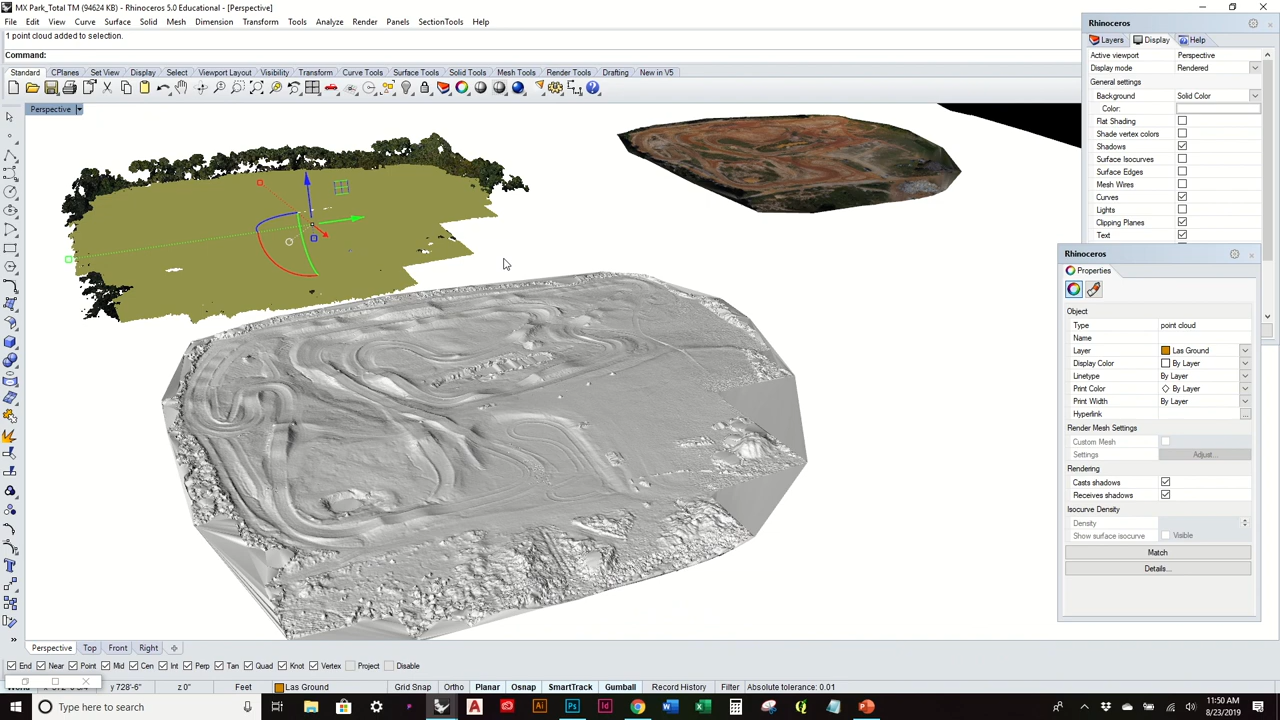 MX Park_Total TM (94624 KB) - Rhinoceros 5.0 Educational - [Perspective]
File Edit View Curve Surface Solid Mesh Dimension Transform Tools Analyze Render Panels SectionTools Help
1 point cloud added to selection.
Command:
Standard CPlanes Set View Display Select Viewport Layout Visibility Transform Curve Tools Surface Tools Solid Tools Mesh Tools Render Tools Drafting New in V5
Perspective
Rhinoceros
Layers Display Help
Active viewport Perspective
Display mode Rendered
General settings
Background Solid Color
Color:
Flat Shading
Shade vertex colors
Shadows
Surface Isocurves
Surface Edges
Mesh Wires
Curves
Lights
Clipping Planes
Text
Rhinoceros
Properties
Object
Type point cloud
Name
Layer Las Ground
Display Color By Layer
Linetype By Layer
Print Color By Layer
Print Width By Layer
Hyperlink ...
Render Mesh Settings
Custom Mesh
Settings Adjust...
Rendering
Casts shadows
Receives shadows
Isocurve Density
Density
Show surface isocurve Visible
Match
Details...
Perspective Top Front Right
End Near Point Mid Cen Int Perp Tan Quad Knot Vertex Project Disable
y 728'-6" z 0" Feet Las Ground Grid Snap Ortho Planar Osnap SmartTrack Gumball Record History Filter Absolute tolerance: 0.01
Type here to search
11:50 AM
8/23/2019